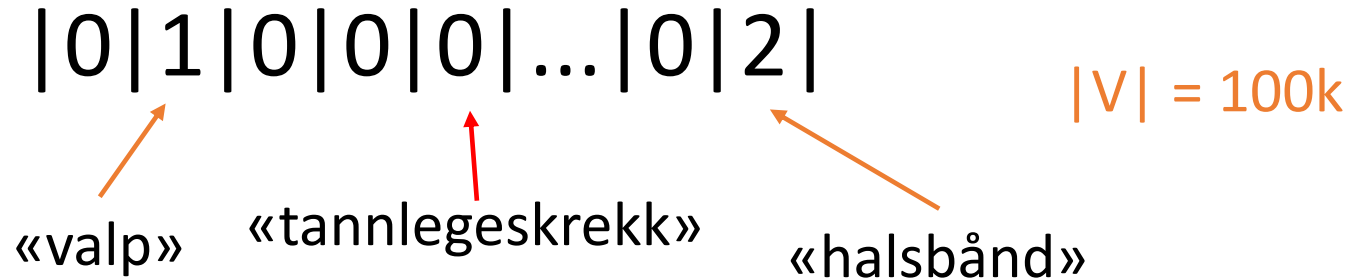 |0|1|0|0|0|...|0|2|
|V| = 100k
«valp»
«tannlegeskrekk»
«halsbånd»